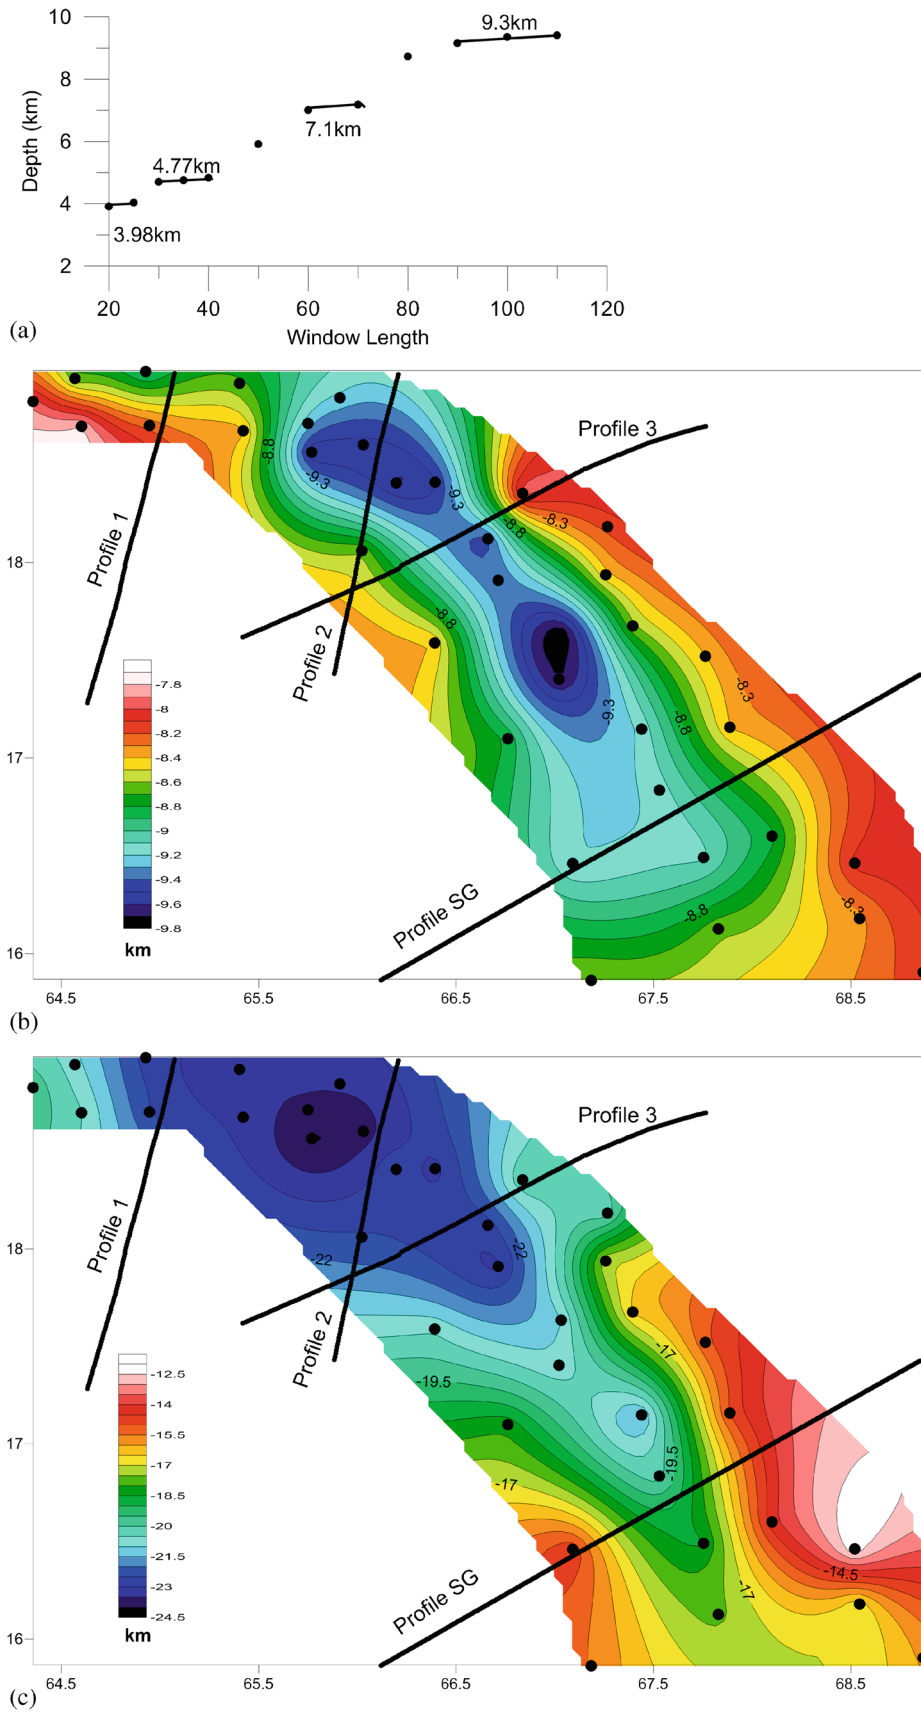 10
9.3km
8
Depth (km)
7.1km
6
4.77km
4
3.98km
2
20 40 60 80 100 120
Window Length
(a)
Profile 3
-8.8
-9.3
-9.3
-8.8
-8.3
Profile 1
18
-8.8
Profile 2
-7.8
-8
-8.2
-8.4
-8.6
-8.8
-9
-9.2
-9.4
-9.6
-9.8
km
-8.3
-9.3
-8.8
17
Profile SG
-8.3
-8.8
16
64.5 65.5 66.5 67.5 68.5
(b)
Profile 3
Profile 1
18
-22
-22
Profile 2
-17
-19.5
-12.5
-14
-15.5
-17
-18.5
-20
-21.5
-23
-24.5
km
17
-19.5
-17
Profile SG
-14.5
-17
16
64.5 65.5 66.5 67.5 68.5
(c)